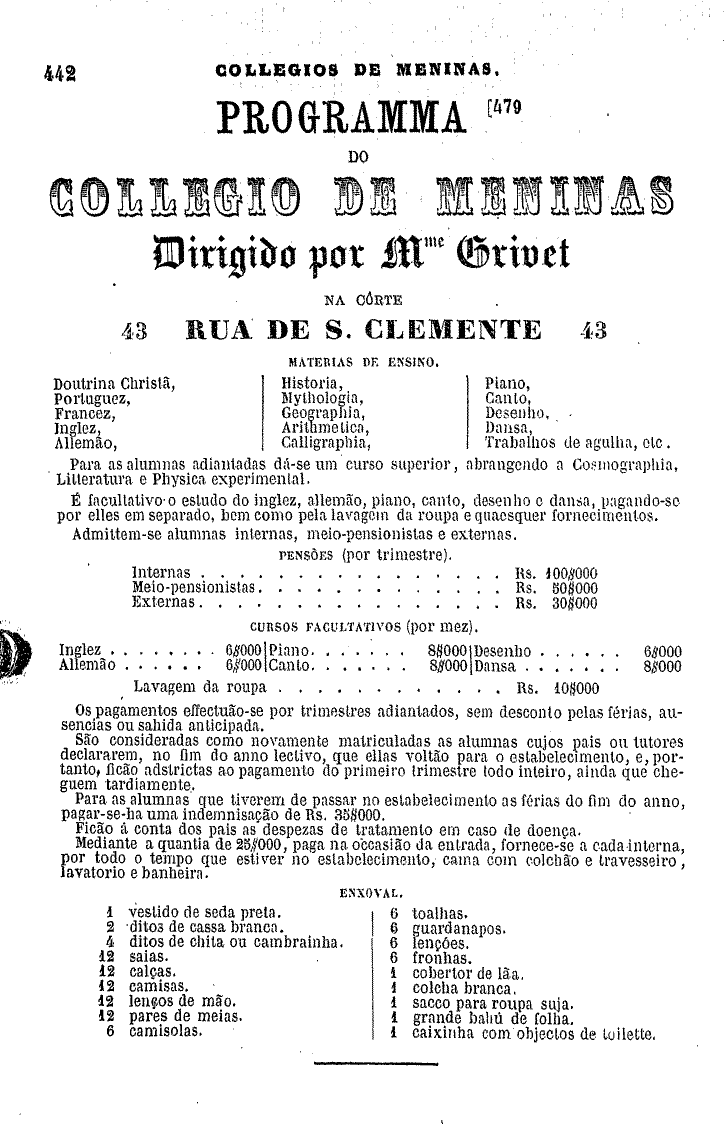 442 COLLEGIOS DE MENINAS.
PROGRAMMA [479
DO
COLLEGIO DE MENINAS
Dirigido por Mme Grivet
NA CÔRTE
43 RUA DE S. CLEMENTE 43
MATERIAS DE ENSINO.
Doutrina Christã, | Historia, | Piano,
Portuguez, | Mythologia, | Canto,
Francez, | Geographia, | Desenho,
Inglez, | Arithmetica, | Dansa,
Allemão, | Calligraphia, | Trabalhos de agulha, etc.
Para as alumnas adiantadas dá-se um curso superior, abrangendo a Cosmographia,
Litteratura e Physica experimental.
É facultativo o estudo do inglez, allemão, piano, canto, desenho e dansa, pagando-se
por elles em separado, bem como pela lavagem da roupa e quaesquer fornecimentos.
Admittem-se alumnas internas, meio-pensionistas e externas.
PENSÕES (por trimestre).
Internas . . . . . . . . . . . . . . . . . Rs. 100$000
Meio-pensionistas. . . . . . . . . . . . . . Rs. 50$000
Externas. . . . . . . . . . . . . . . . . Rs. 30$000
CURSOS FACULTATIVOS (por mez).
Inglez . . . . . . . . 6$000 | Piano. . . . . . . 8$000 | Desenho . . . . . . 6$000
Allemão . . . . . . 6$000 | Canto. . . . . . . 8$000 | Dansa . . . . . . . 8$000
Lavagem da roupa . . . . . . . . . . . . . Rs. 10$000
Os pagamentos effectuão-se por trimestres adiantados, sem desconto pelas férias, au-
sencias ou sahida anticipada.
São consideradas como novamente matriculadas as alumnas cujos pais ou tutores
declararem, no fim do anno lectivo, que ellas voltão para o estabelecimento, e, por-
tanto, ficão adstrictas ao pagamento do primeiro trimestre todo inteiro, ainda que che-
guem tardiamente.
Para as alumnas que tiverem de passar no estabelecimento as férias do fim do anno,
pagar-se-ha uma indemnisação de Rs. 35$000.
Ficão á conta dos pais as despezas de tratamento em caso de doença.
Mediante a quantia de 25$000, paga na occasião da entrada, fornece-se a cada interna,
por todo o tempo que estiver no estabelecimento, cama com colchão e travesseiro,
lavatorio e banheira.
ENXOVAL.
1 vestido de seda preta. | 6 toalhas.
2 ditos de cassa branca. | 6 guardanapos.
4 ditos de chita ou cambrainha. | 6 lençóes.
12 saias. | 6 fronhas.
12 calças. | 1 cobertor de lãa.
12 camisas. | 1 colcha branca.
12 lenços de mão. | 1 sacco para roupa suja.
12 pares de meias. | 1 grande bahú de folha.
6 camisolas. | 1 caixinha com objectos de toilette.